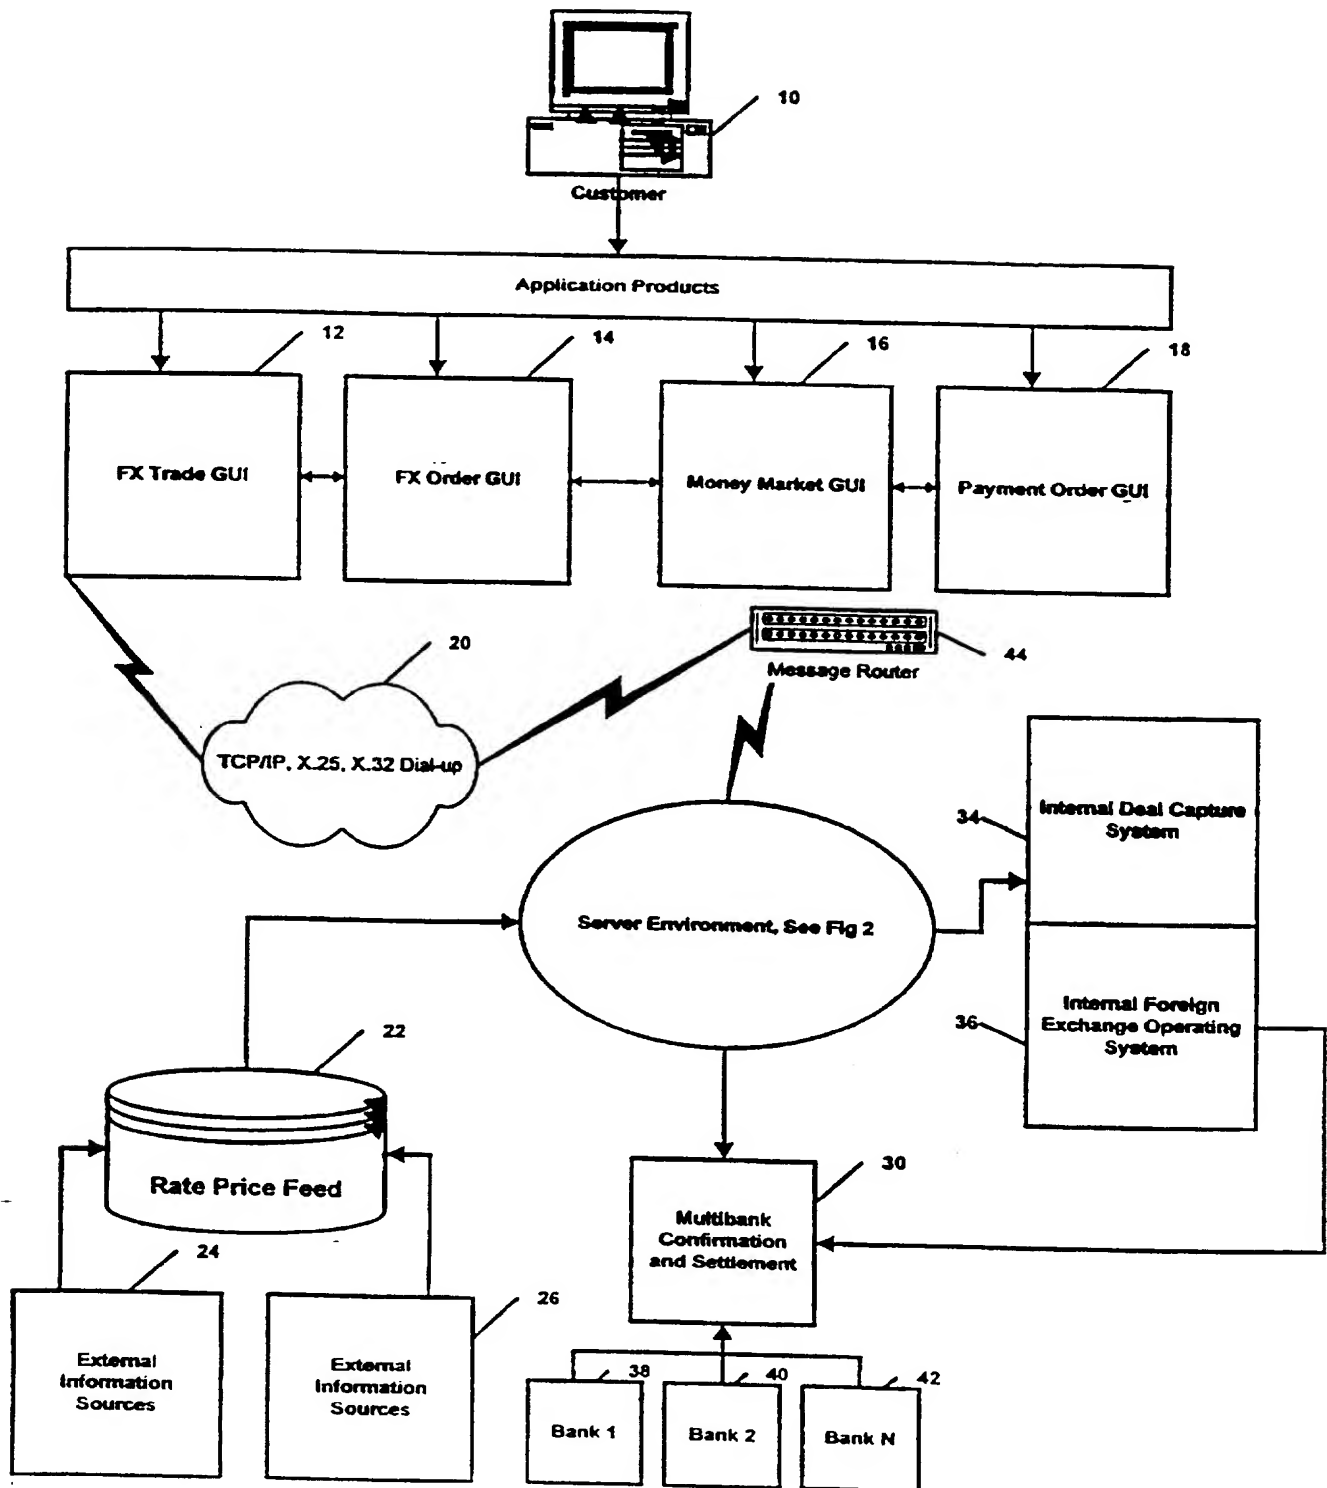 10
Customer
Application Products
12
14
16
18
FX Trade GUI
FX Order GUI
Money Market GUI
Payment Order GUI
20
44
Message Router
TCP/IP, X.25, X.32 Dial-up
34
Internal Deal Capture
System
Server Environment, See Fig 2
36
Internal Foreign
Exchange Operating
System
22
Rate Price Feed
30
Multibank
Confirmation
and Settlement
24
26
External
Information
Sources
External
Information
Sources
38
40
42
Bank 1
Bank 2
Bank N